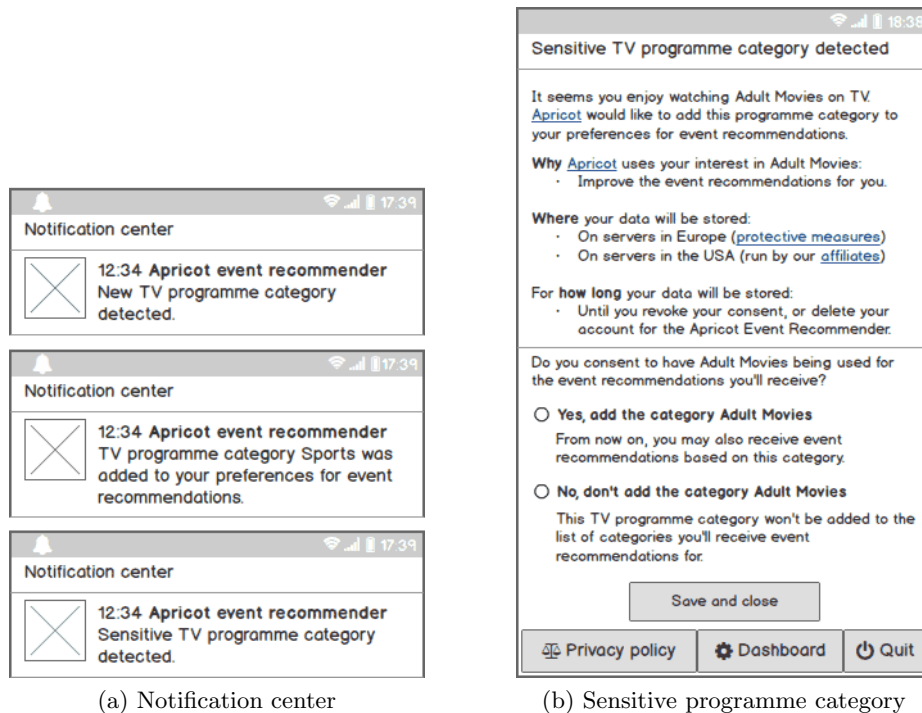 17:39
Notification center
12:34 Apricot event recommender
New TV programme category
detected.
17:39
Notification center
12:34 Apricot event recommender
TV programme category Sports was
added to your preferences for event
recommendations.
17:39
Notification center
12:34 Apricot event recommender
Sensitive TV programme category
detected.
(a) Notification center
18:38
Sensitive TV programme category detected
It seems you enjoy watching Adult Movies on TV.
Apricot would like to add this programme category to
your preferences for event recommendations.
Why Apricot uses your interest in Adult Movies:
· Improve the event recommendations for you.
Where your data will be stored:
· On servers in Europe (protective measures)
· On servers in the USA (run by our affiliates)
For how long your data will be stored:
· Until you revoke your consent, or delete your
account for the Apricot Event Recommender.
Do you consent to have Adult Movies being used for
the event recommendations you'll receive?
Yes, add the category Adult Movies
From now on, you may also receive event
recommendations based on this category.
No, don't add the category Adult Movies
This TV programme category won't be added to the
list of categories you'll receive event
recommendations for.
Save and close
Privacy policy
Dashboard
Quit
(b) Sensitive programme category